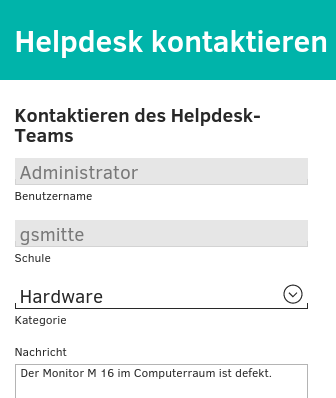 Helpdesk kontaktieren
Kontaktieren des Helpdesk-
Teams
Administrator
Benutzername
gsmitte
Schule
Hardware
Kategorie
Nachricht
Der Monitor M 16 im Computerraum ist defekt.